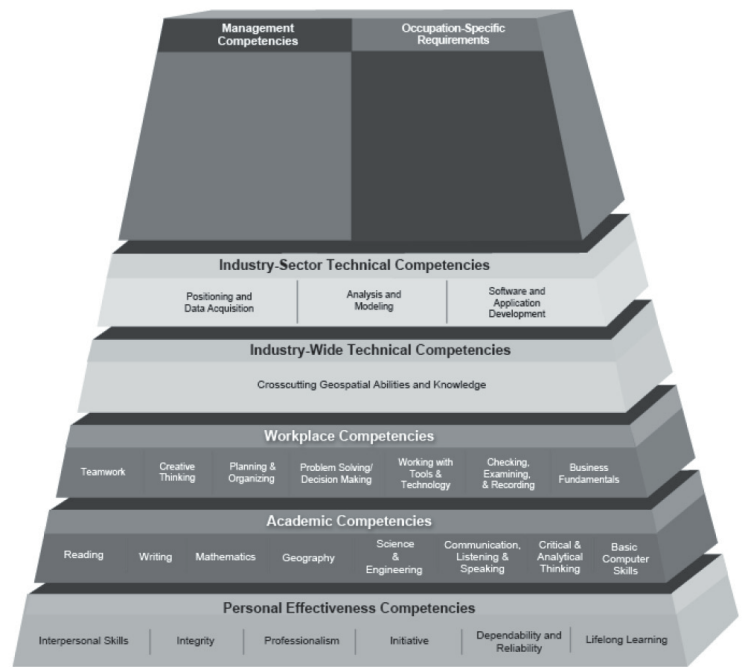 Management
Competencies
Occupation-Specific
Requirements
Industry-Sector Technical Competencies
Positioning and
Data Acquisition
Analysis and
Modeling
Software and
Application
Development
Industry-Wide Technical Competencies
Crosscutting Geospatial Abilities and Knowledge
Workplace Competencies
Teamwork
Creative
Thinking
Planning &
Organizing
Problem Solving/
Decision Making
Working with
Tools &
Technology
Checking,
Examining,
& Recording
Business
Fundamentals
Academic Competencies
Reading
Writing
Mathematics
Geography
Science
&
Engineering
Communication,
Listening &
Speaking
Critical &
Analytical
Thinking
Basic
Computer
Skills
Personal Effectiveness Competencies
Interpersonal Skills
Integrity
Professionalism
Initiative
Dependability and
Reliability
Lifelong Learning